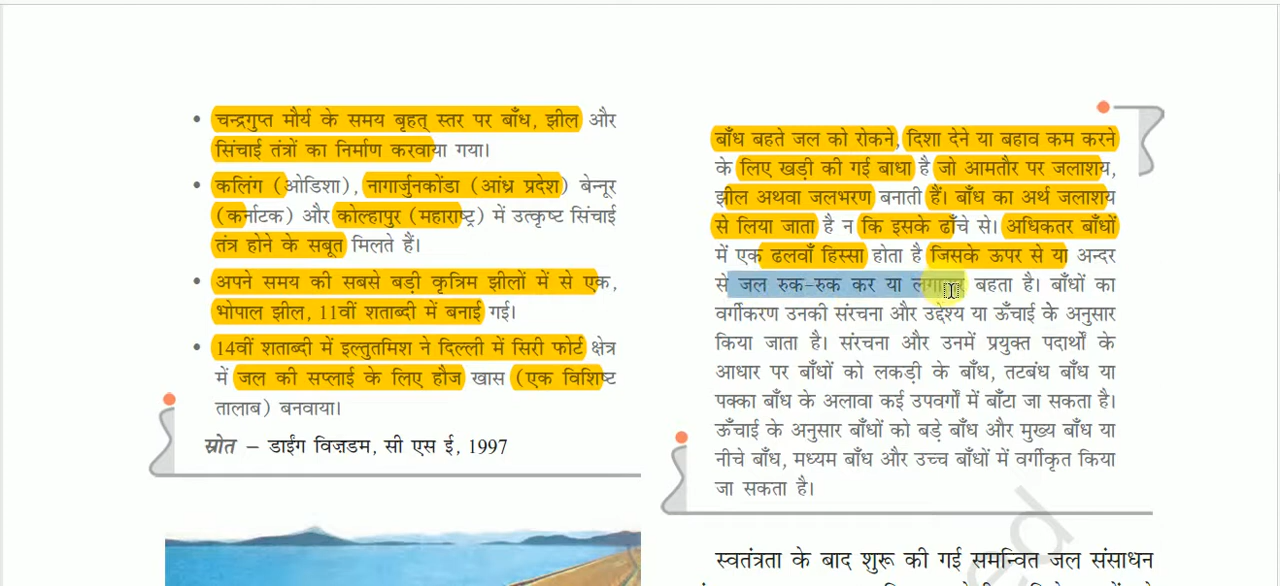 • चन्द्रगुप्त मौर्य के समय बृहत् स्तर पर बाँध, झील और
सिंचाई तंत्रों का निर्माण करवाया गया।
• कलिंग (ओडिशा), नागार्जुनकोंडा (आंध्र प्रदेश) बेन्नूर
(कर्नाटक) और कोल्हापुर (महाराष्ट्र) में उत्कृष्ट सिंचाई
तंत्र होने के सबूत मिलते हैं।
• अपने समय की सबसे बड़ी कृत्रिम झीलों में से एक,
भोपाल झील, 11वीं शताब्दी में बनाई गई।
• 14वीं शताब्दी में इल्तुतमिश ने दिल्ली में सिरी फोर्ट क्षेत्र
में जल की सप्लाई के लिए हौज खास (एक विशिष्ट
तालाब) बनवाया।
स्रोत – डाईंग विज़डम, सी एस ई, 1997
बाँध बहते जल को रोकने, दिशा देने या बहाव कम करने
के लिए खड़ी की गई बाधा है जो आमतौर पर जलाशय,
झील अथवा जलभरण बनाती हैं। बाँध का अर्थ जलाशय
से लिया जाता है न कि इसके ढाँचे से। अधिकतर बाँधों
में एक ढलवाँ हिस्सा होता है जिसके ऊपर से या अन्दर
से जल रुक-रुक कर या लगातार बहता है। बाँधों का
वर्गीकरण उनकी संरचना और उद्देश्य या ऊँचाई के अनुसार
किया जाता है। संरचना और उनमें प्रयुक्त पदार्थों के
आधार पर बाँधों को लकड़ी के बाँध, तटबंध बाँध या
पक्का बाँध के अलावा कई उपवर्गों में बाँटा जा सकता है।
ऊँचाई के अनुसार बाँधों को बड़े बाँध और मुख्य बाँध या
नीचे बाँध, मध्यम बाँध और उच्च बाँधों में वर्गीकृत किया
जा सकता है।
स्वतंत्रता के बाद शुरू की गई समन्वित जल संसाधन